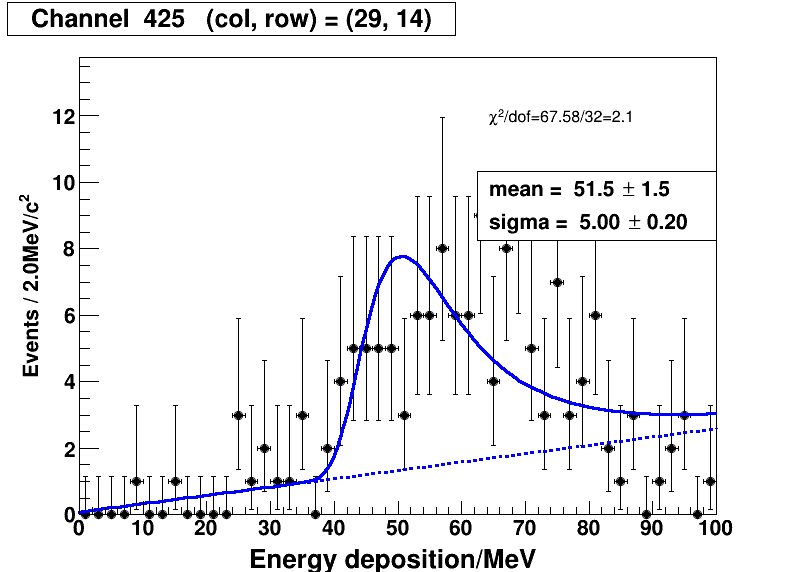 Channel 425 (col, row) = (29, 14)
χ²/dof=67.58/32=2.1
mean = 51.5 ± 1.5
sigma = 5.00 ± 0.20
Events / 2.0MeV/c²
12
10
8
6
4
2
0
0 10 20 30 40 50 60 70 80 90 100
Energy deposition/MeV